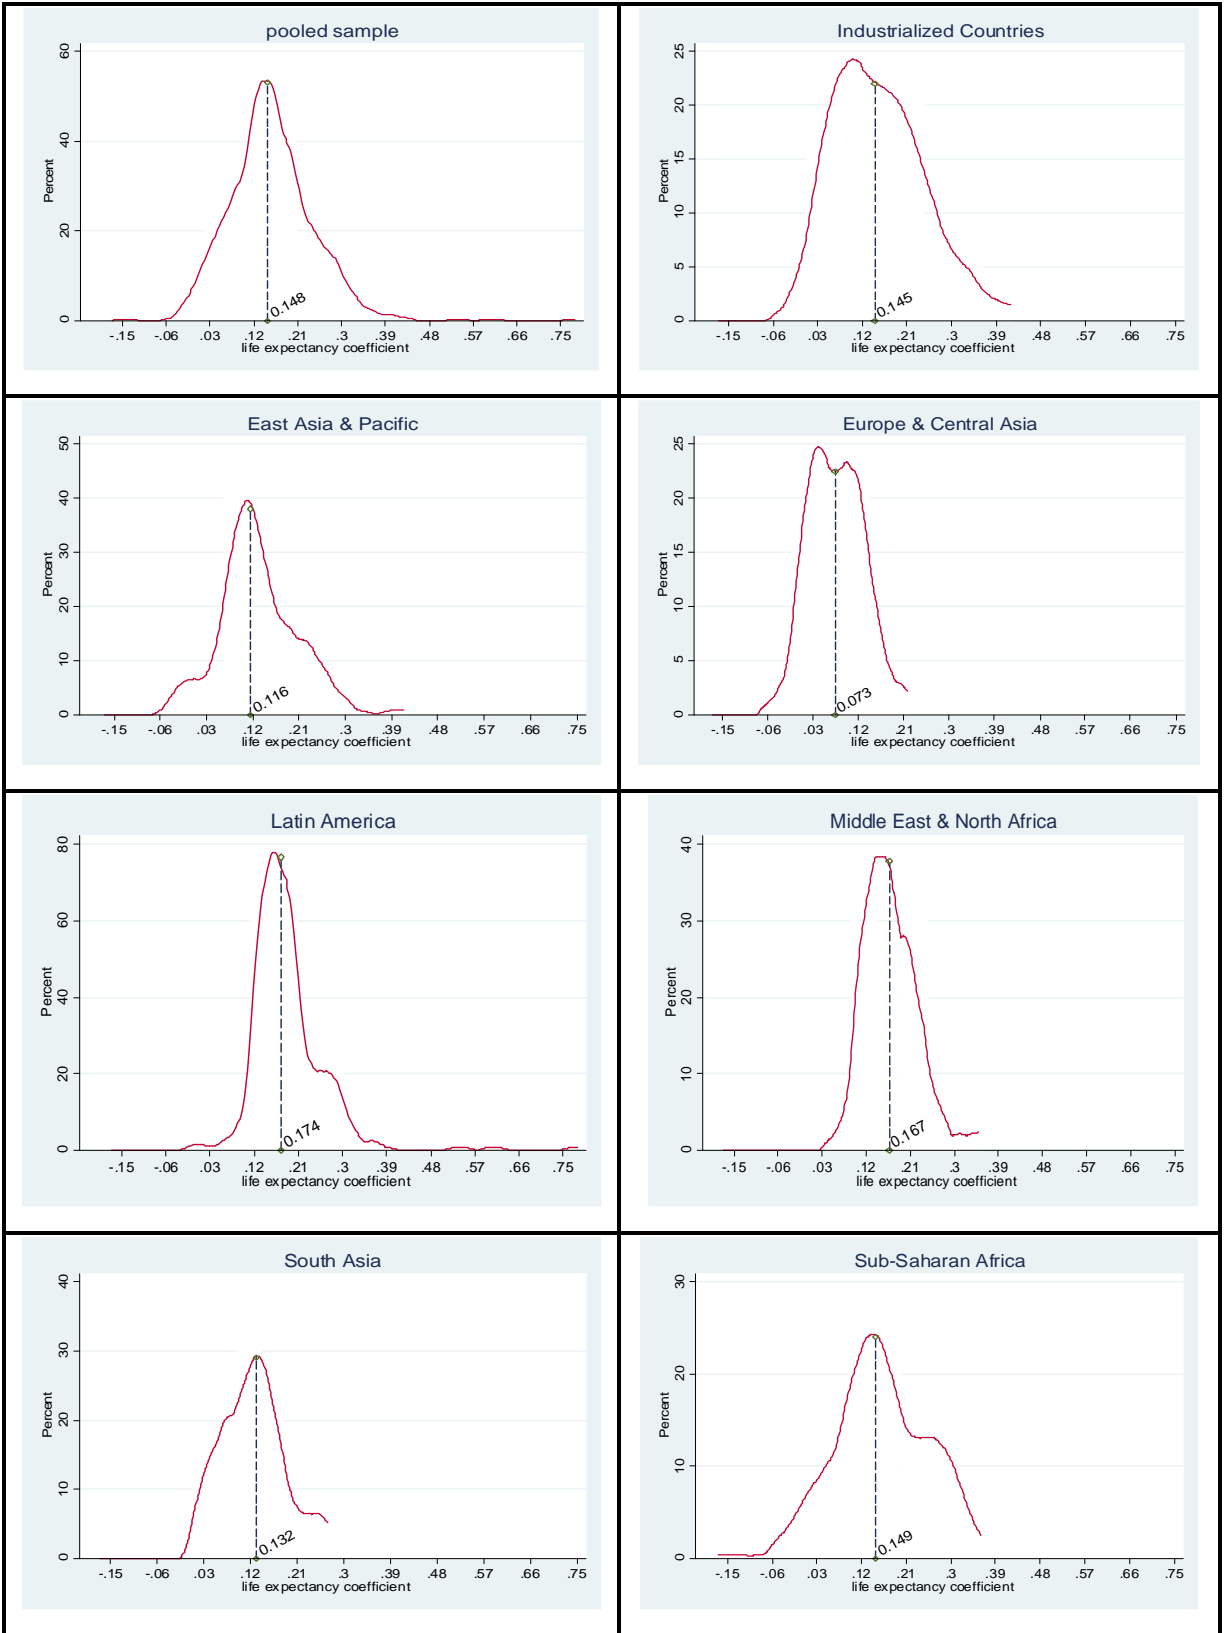 pooled sample
60
40
20
0
Percent
0.148
-.15 -.06 .03 .12 .21 .3 .39 .48 .57 .66 .75
life expectancy coefficient
Industrialized Countries
25
20
15
10
5
0
Percent
0.145
-.15 -.06 .03 .12 .21 .3 .39 .48 .57 .66 .75
life expectancy coefficient
East Asia & Pacific
50
40
30
20
10
0
Percent
0.116
-.15 -.06 .03 .12 .21 .3 .39 .48 .57 .66 .75
life expectancy coefficient
Europe & Central Asia
25
20
15
10
5
0
Percent
0.073
-.15 -.06 .03 .12 .21 .3 .39 .48 .57 .66 .75
life expectancy coefficient
Latin America
80
60
40
20
0
Percent
0.174
-.15 -.06 .03 .12 .21 .3 .39 .48 .57 .66 .75
life expectancy coefficient
Middle East & North Africa
40
30
20
10
0
Percent
0.167
-.15 -.06 .03 .12 .21 .3 .39 .48 .57 .66 .75
life expectancy coefficient
South Asia
40
30
20
10
0
Percent
0.132
-.15 -.06 .03 .12 .21 .3 .39 .48 .57 .66 .75
life expectancy coefficient
Sub-Saharan Africa
30
20
10
0
Percent
0.149
-.15 -.06 .03 .12 .21 .3 .39 .48 .57 .66 .75
life expectancy coefficient